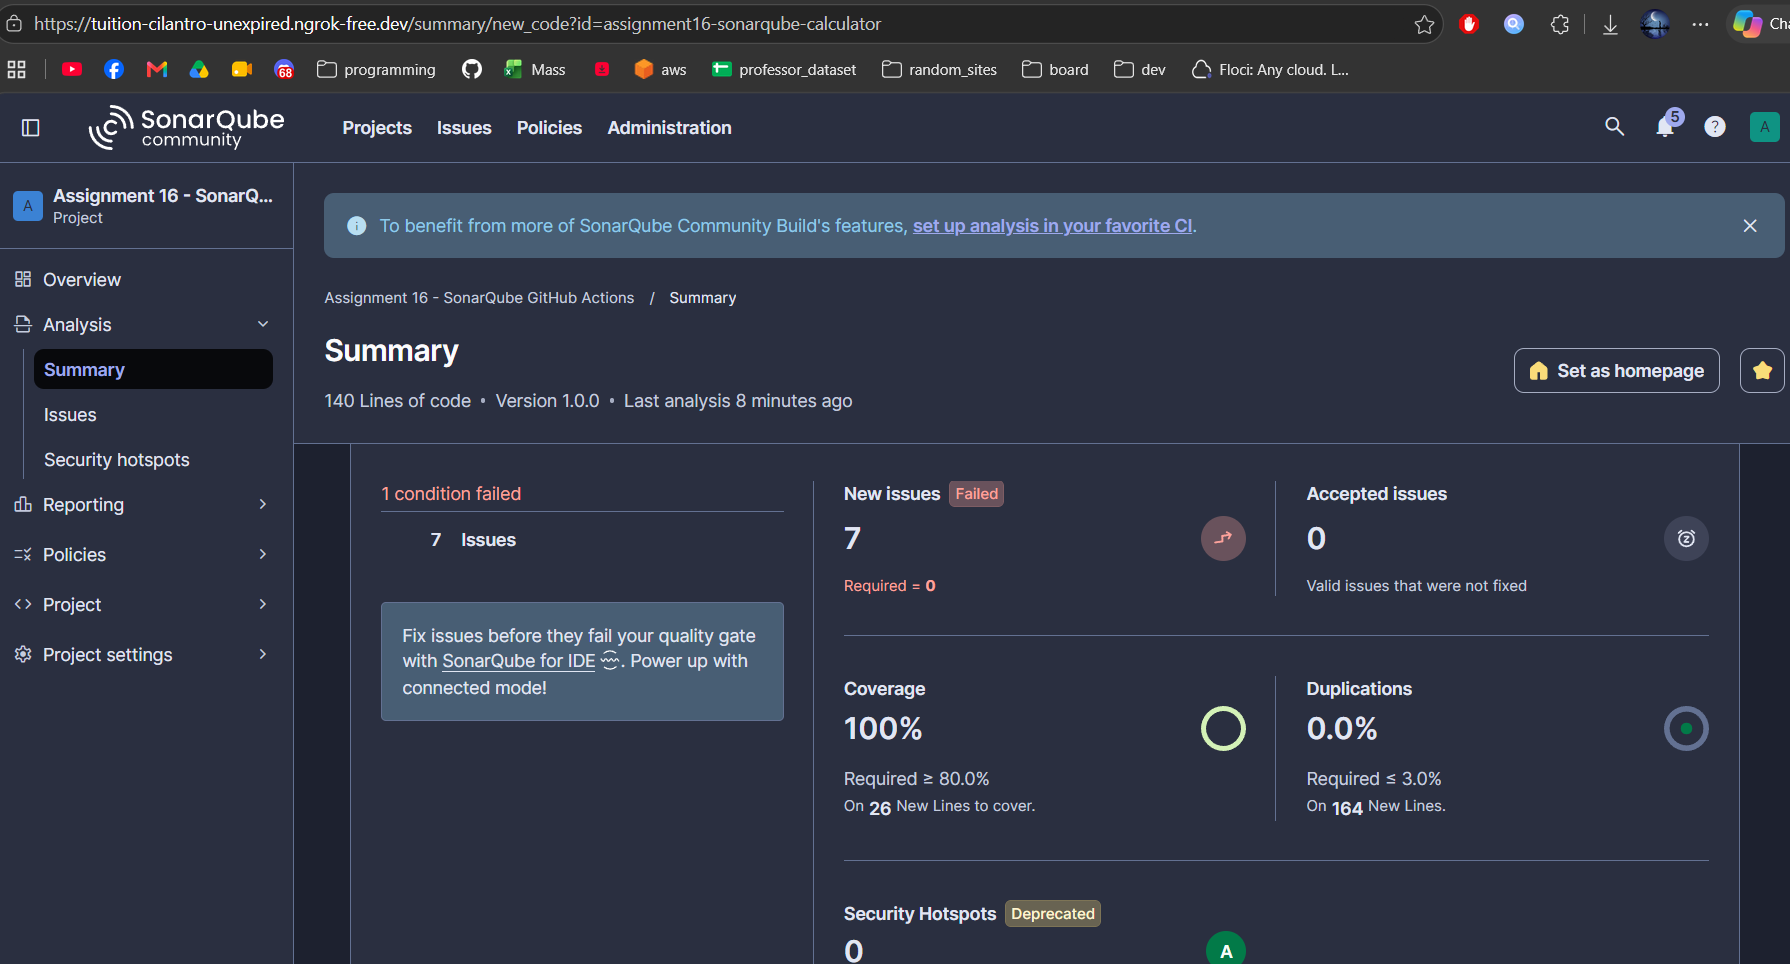 https://tuition-cilantro-unexpired.ngrok-free.dev/summary/new_code?id=assignment16-sonarqube-calculator
68 programming Mass aws professor_dataset random_sites board dev Floci: Any cloud. L...
SonarQube
community
Projects Issues Policies Administration
5
?
A
A
Assignment 16 - SonarQ...
Project
Overview
Analysis
Summary
Issues
Security hotspots
Reporting
Policies
Project
Project settings
To benefit from more of SonarQube Community Build's features, set up analysis in your favorite CI.
Assignment 16 - SonarQube GitHub Actions / Summary
Summary
140 Lines of code • Version 1.0.0 • Last analysis 8 minutes ago
Set as homepage
1 condition failed
7 Issues
Fix issues before they fail your quality gate
with SonarQube for IDE. Power up with
connected mode!
New issues Failed
7
Required = 0
Accepted issues
0
Valid issues that were not fixed
Coverage
100%
Required ≥ 80.0%
On 26 New Lines to cover.
Duplications
0.0%
Required ≤ 3.0%
On 164 New Lines.
Security Hotspots Deprecated
0
A